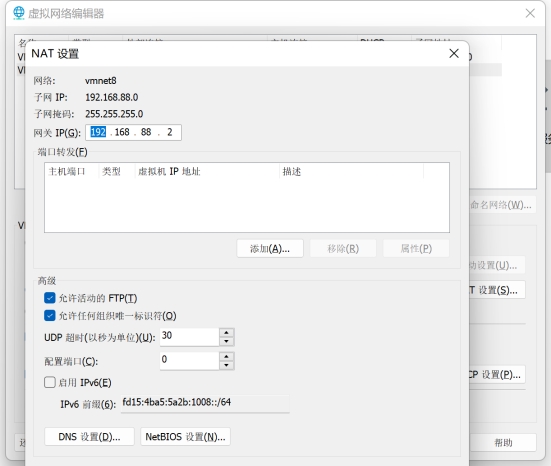 虚拟网络编辑器
NAT 设置
网络: vmnet8
子网 IP: 192.168.88.0
子网掩码: 255.255.255.0
网关 IP(G): 192 . 168 . 88 . 2
端口转发(F)
主机端口 类型 虚拟机 IP 地址 描述
添加(A)... 移除(R) 属性(P)
命名网络(W)...
高级
动设置(U)...
允许活动的 FTP(T)
T 设置(S)...
允许任何组织唯一标识符(O)
UDP 超时(以秒为单位)(U): 30
配置端口(C): 0
CP 设置(P)...
启用 IPv6(E)
IPv6 前缀(6): fd15:4ba5:5a2b:1008::/64
DNS 设置(D)... NetBIOS 设置(N)...
帮助